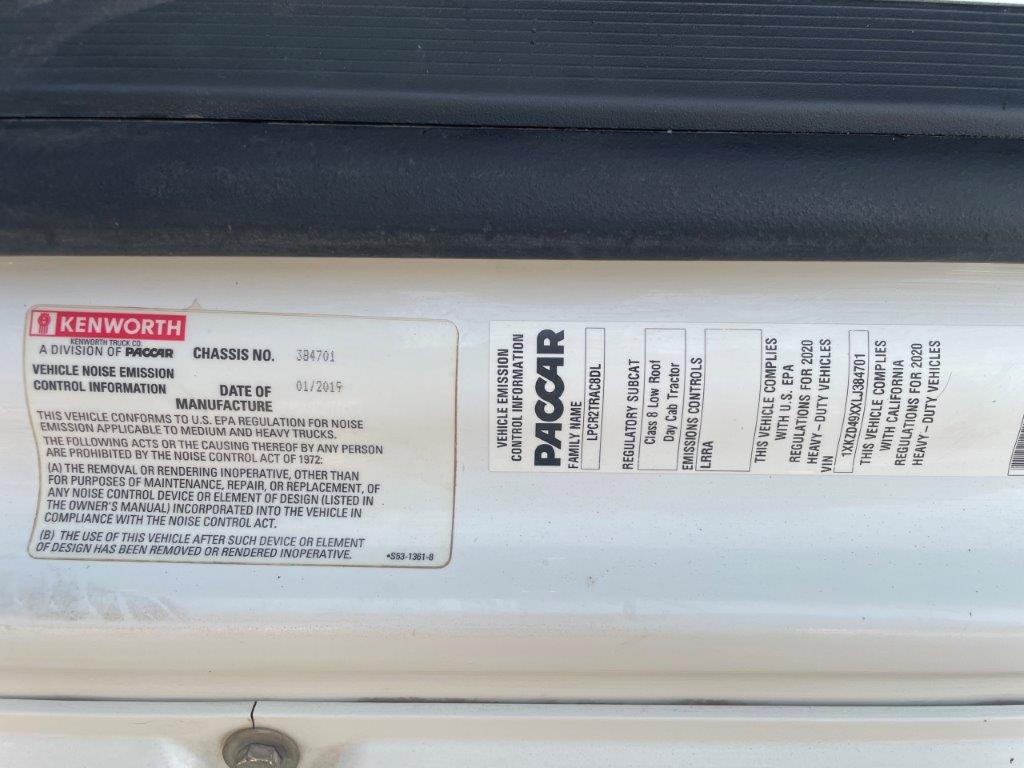 KENWORTH
KENWORTH TRUCK CO.
A DIVISION OF PACCAR
CHASSIS NO. 384701
VEHICLE NOISE EMISSION
CONTROL INFORMATION
DATE OF 01/2019
MANUFACTURE
THIS VEHICLE CONFORMS TO U.S. EPA REGULATION FOR NOISE
EMISSION APPLICABLE TO MEDIUM AND HEAVY TRUCKS.
THE FOLLOWING ACTS OR THE CAUSING THEREOF BY ANY PERSON
ARE PROHIBITED BY THE NOISE CONTROL ACT OF 1972:
(A) THE REMOVAL OR RENDERING INOPERATIVE, OTHER THAN
FOR PURPOSES OF MAINTENANCE, REPAIR, OR REPLACEMENT, OF
ANY NOISE CONTROL DEVICE OR ELEMENT OF DESIGN (LISTED IN
THE OWNER'S MANUAL) INCORPORATED INTO THE VEHICLE IN
COMPLIANCE WITH THE NOISE CONTROL ACT.
(B) THE USE OF THIS VEHICLE AFTER SUCH DEVICE OR ELEMENT
OF DESIGN HAS BEEN REMOVED OR RENDERED INOPERATIVE.
*S53-1361-8
VEHICLE EMISSION
CONTROL INFORMATION
PACCAR
FAMILY NAME
LPCRI2TRAC8DL
REGULATORY SUBCAT
Class 8 Low Roof
Day Cab Tractor
EMISSIONS CONTROLS
LRRA
THIS VEHICLE COMPLIES
WITH U.S. EPA
REGULATIONS FOR 2020
HEAVY-DUTY VEHICLES
VIN
1XKZD49XXLJ384701
THIS VEHICLE COMPLIES
WITH CALIFORNIA
REGULATIONS FOR 2020
HEAVY-DUTY VEHICLES